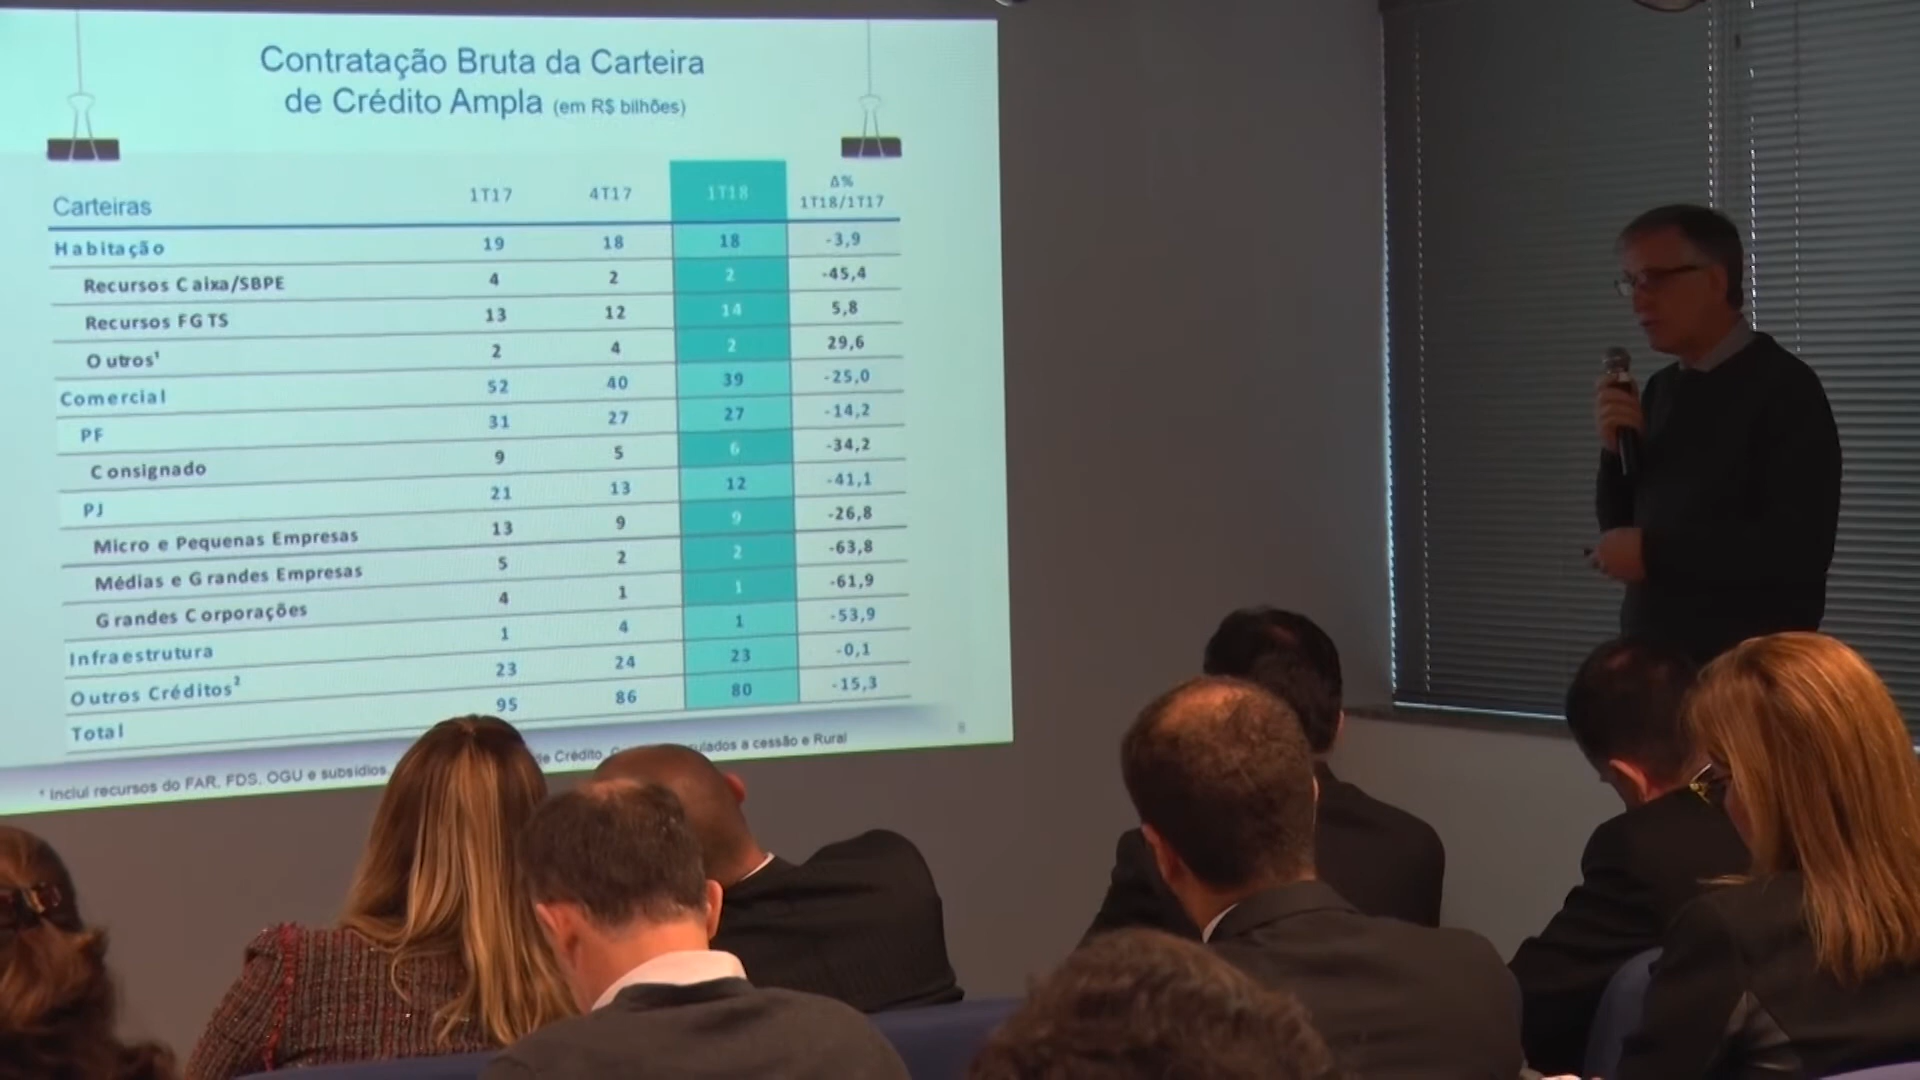 Contratação Bruta da Carteira
de Crédito Ampla (em R$ bilhões)
Carteiras 1T17 4T17 1T18 Δ% 1T18/1T17
Habitação 19 18 18 -3,9
Recursos Caixa/SBPE 4 2 2 -45,4
Recursos FGTS 13 12 14 5,8
Outros¹ 2 4 2 29,6
Comercial 52 40 39 -25,0
PF 31 27 27 -14,2
Consignado 9 5 6 -34,2
PJ 21 13 12 -41,1
Micro e Pequenas Empresas 13 9 9 -26,8
Médias e Grandes Empresas 5 2 2 -63,8
Grandes Corporações 4 1 1 -61,9
Infraestrutura 1 4 1 -53,9
Outros Créditos² 23 24 23 -0,1
Total 95 86 80 -15,3
¹ Inclui recursos do FAR, FDS, OGU e subsídios. de Crédito, a cessão e Rural
8